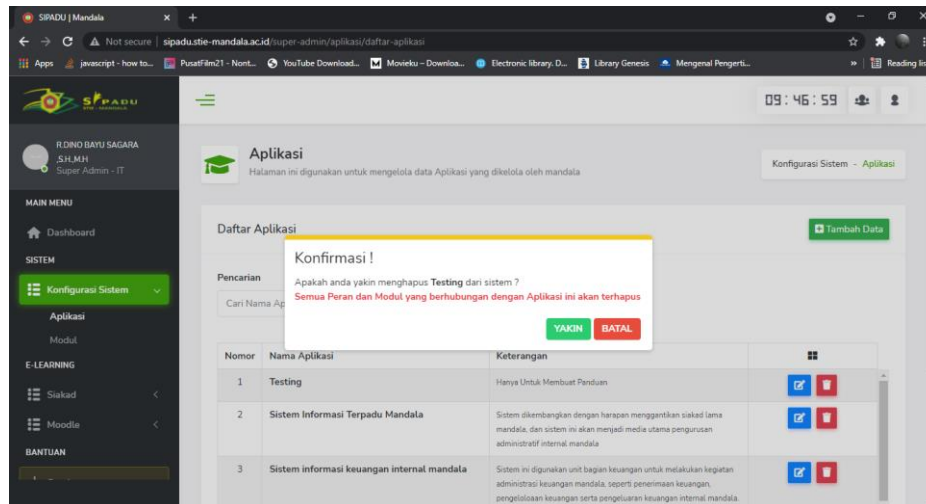 SIPADU | Mandala
Not secure | sipadu.stie-mandala.ac.id/super-admin/aplikasi/daftar-aplikasi
Apps
javascript - how to...
PusatFilm21 - Nont...
YouTube Download...
Movieku – Downloa...
Electronic library. D...
Library Genesis
Mengenal Pengerti...
»
Reading lis
SIPADU
STIE - MANDALA
09:46:59
R.DINO BAYU SAGARA
,S.H.,M.H
Super Admin - IT
Aplikasi
Halaman ini digunakan untuk mengelola data Aplikasi yang dikelola oleh mandala
Konfigurasi Sistem - Aplikasi
MAIN MENU
Dashboard
SISTEM
Konfigurasi Sistem
Aplikasi
Modul
E-LEARNING
Siakad
Moodle
BANTUAN
Daftar Aplikasi
Tambah Data
Pencarian
Cari Nama Ap
Konfirmasi !
Apakah anda yakin menghapus Testing dari sistem ?
Semua Peran dan Modul yang berhubungan dengan Aplikasi ini akan terhapus
YAKIN
BATAL
Nomor Nama Aplikasi Keterangan
1 Testing Hanya Untuk Membuat Panduan
2 Sistem Informasi Terpadu Mandala Sistem dikembangkan dengan harapan menggantikan siakad lama
mandala, dan sistem ini akan menjadi media utama pengurusan
administratif internal mandala
3 Sistem informasi keuangan internal mandala Sistem ini digunakan unit bagian keuangan untuk melakukan kegiatan
administrasi keuangan mandala, seperti penerimaan keuangan,
pengeloloaan keuangan serta pengeluaran keuangan internal mandala.